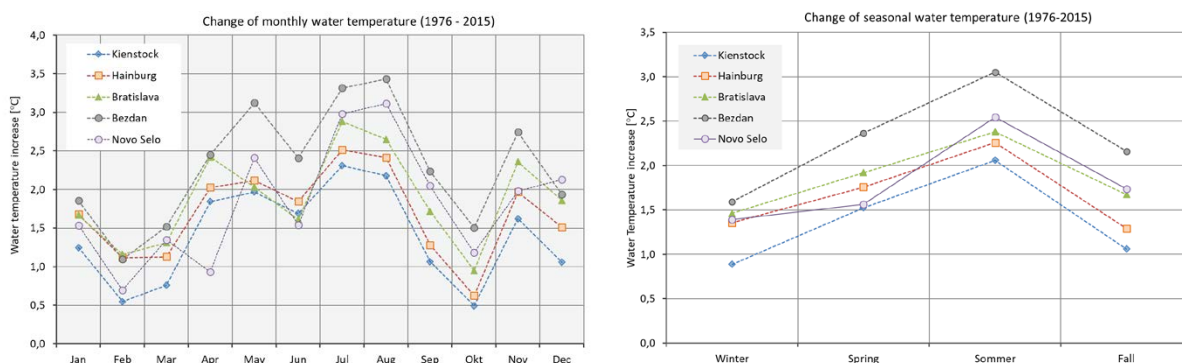 Change of monthly water temperature (1976 - 2015)
4,0
3,5
3,0
2,5
2,0
1,5
1,0
0,5
0,0
Water temperature increase [°C]
Kienstock
Hainburg
Bratislava
Bezdan
Novo Selo
Jan Feb Mar Apr May Jun Jul Aug Sep Okt Nov Dec
Change of seasonal water temperature (1976-2015)
3,5
3,0
2,5
2,0
1,5
1,0
0,5
0,0
Water Temperature increase [°C]
Kienstock
Hainburg
Bratislava
Bezdan
Novo Selo
Winter Spring Sommer Fall